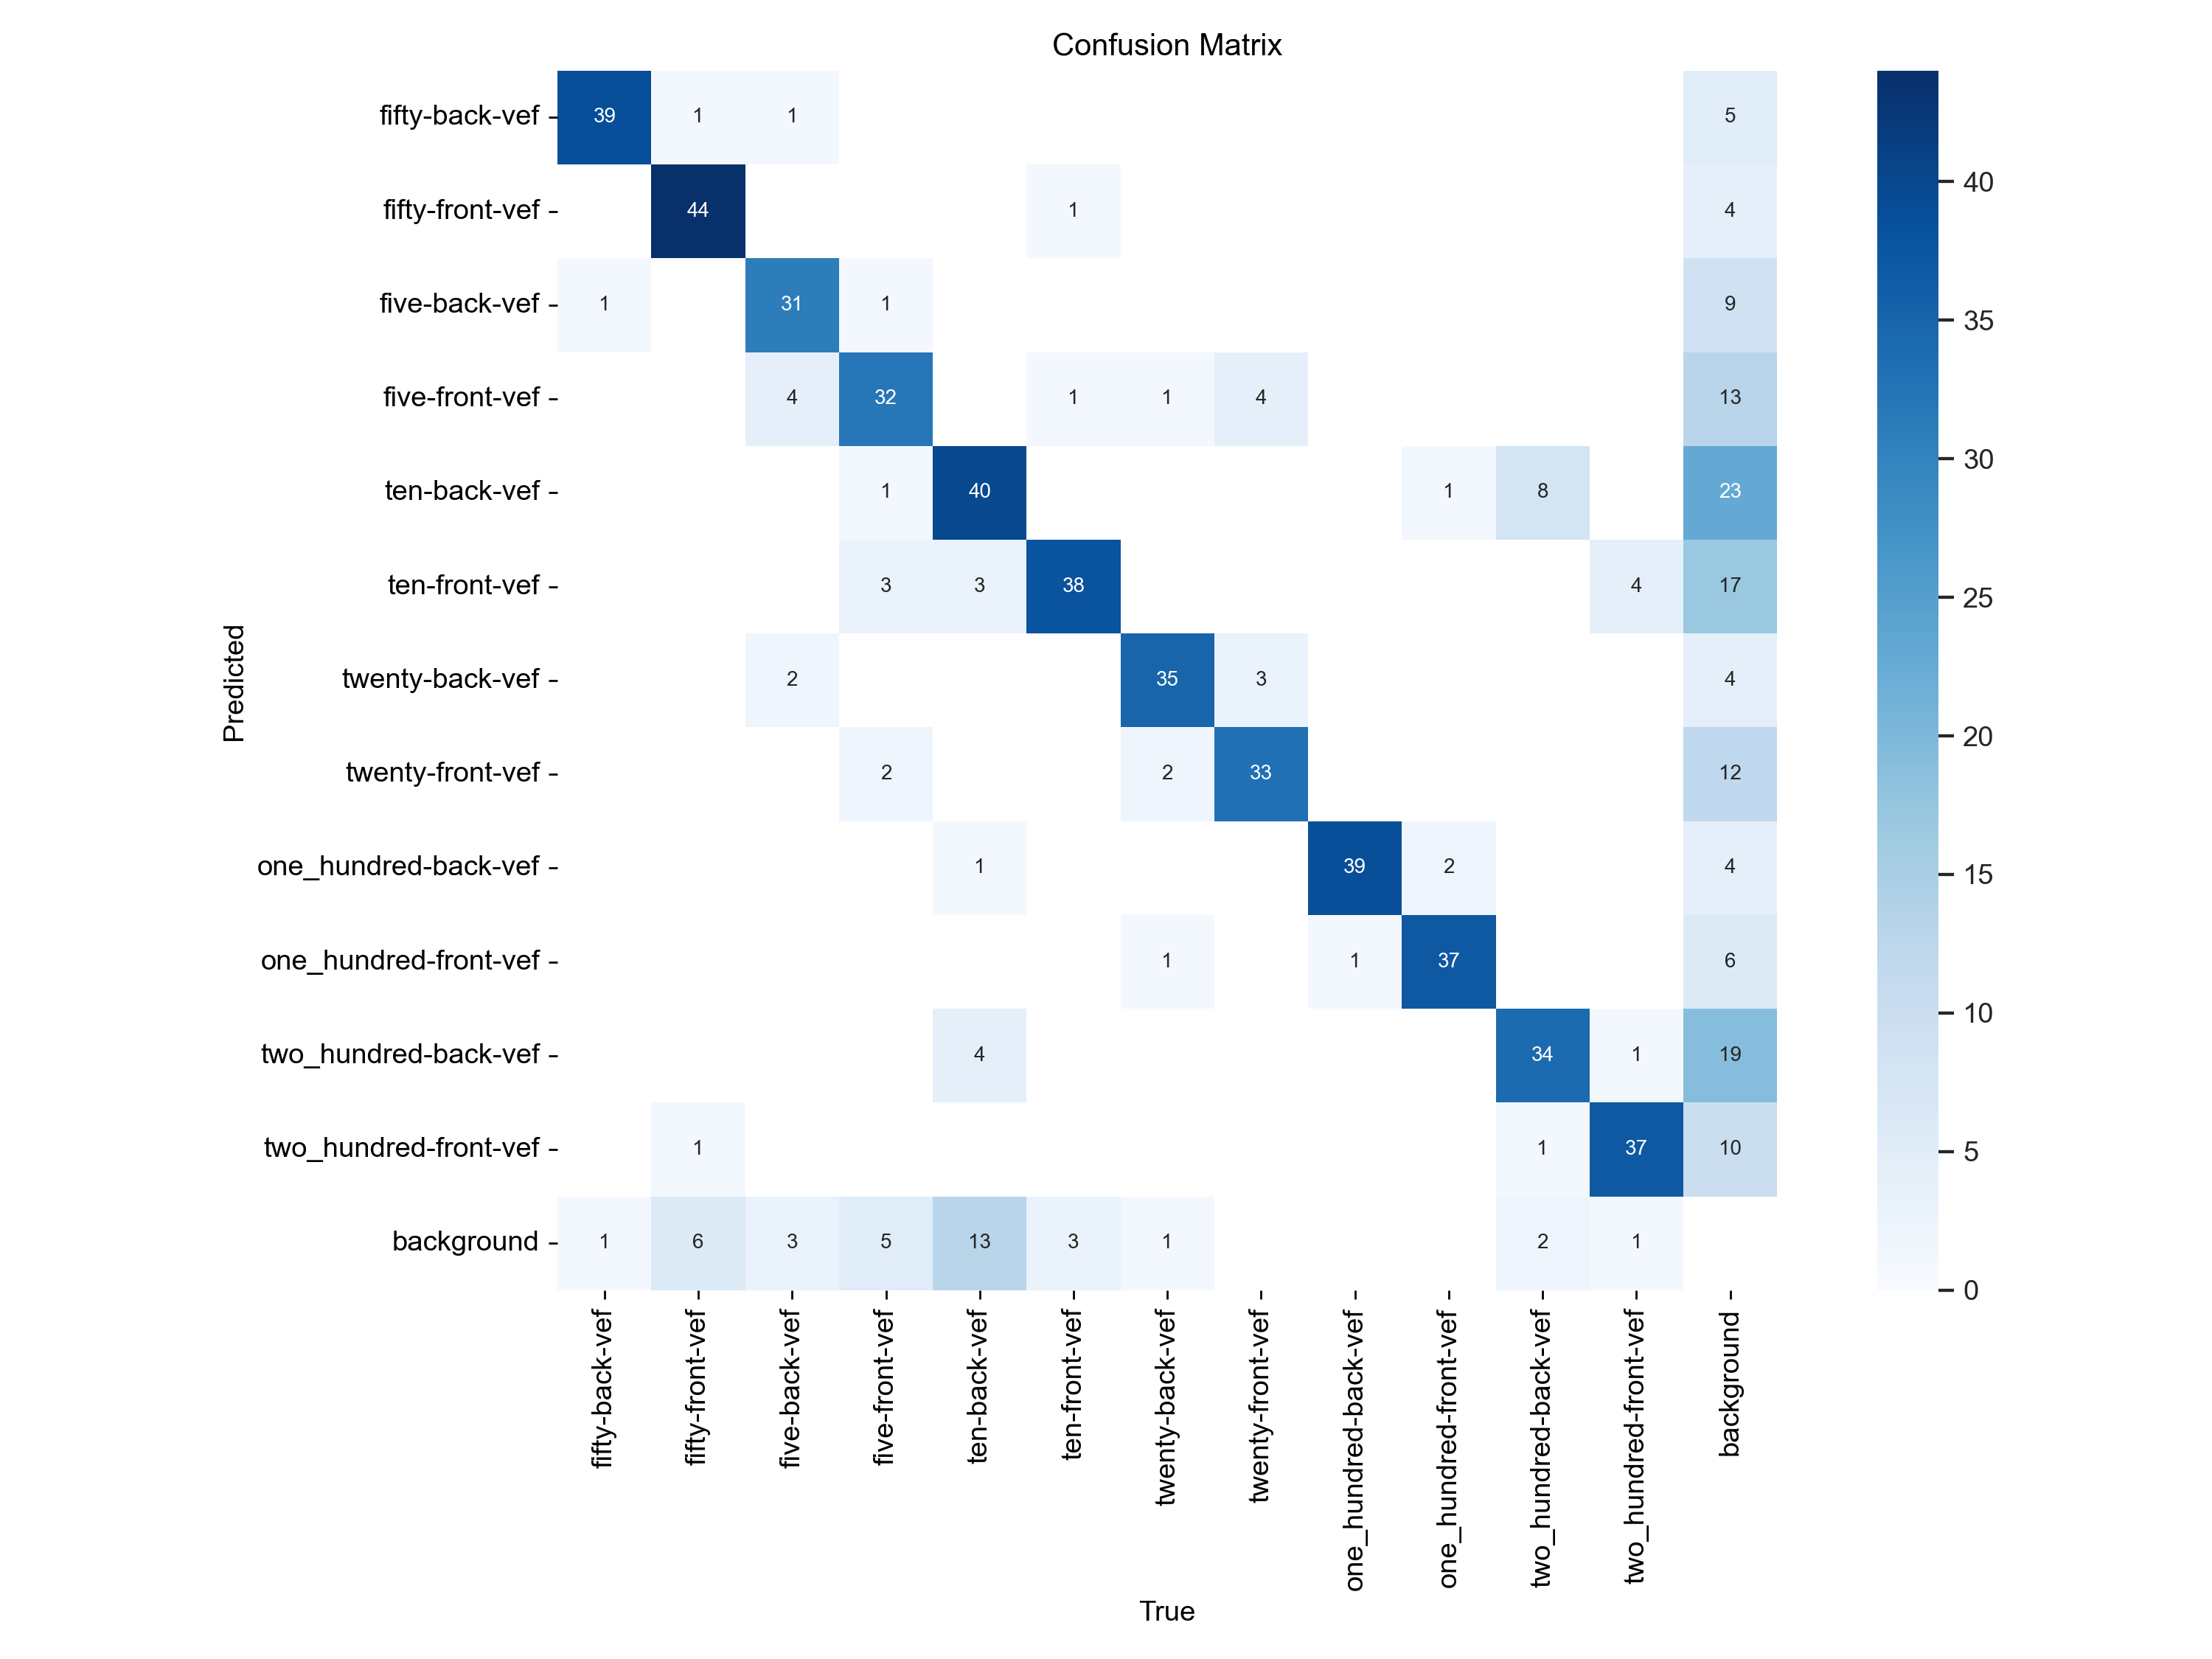 Confusion Matrix
fifty-back-vef 39 1 1 5
fifty-front-vef 44 1 4
five-back-vef 1 31 1 9
five-front-vef 4 32 1 1 4 13
ten-back-vef 1 40 1 8 23
ten-front-vef 3 3 38 4 17
twenty-back-vef 2 35 3 4
twenty-front-vef 2 2 33 12
one_hundred-back-vef 1 39 2 4
one_hundred-front-vef 1 1 37 6
two_hundred-back-vef 4 34 1 19
two_hundred-front-vef 1 1 37 10
background 1 6 3 5 13 3 1 2 1
Predicted
fifty-back-vef
fifty-front-vef
five-back-vef
five-front-vef
ten-back-vef
ten-front-vef
twenty-back-vef
twenty-front-vef
one_hundred-back-vef
one_hundred-front-vef
two_hundred-back-vef
two_hundred-front-vef
background
True
40
35
30
25
20
15
10
5
0